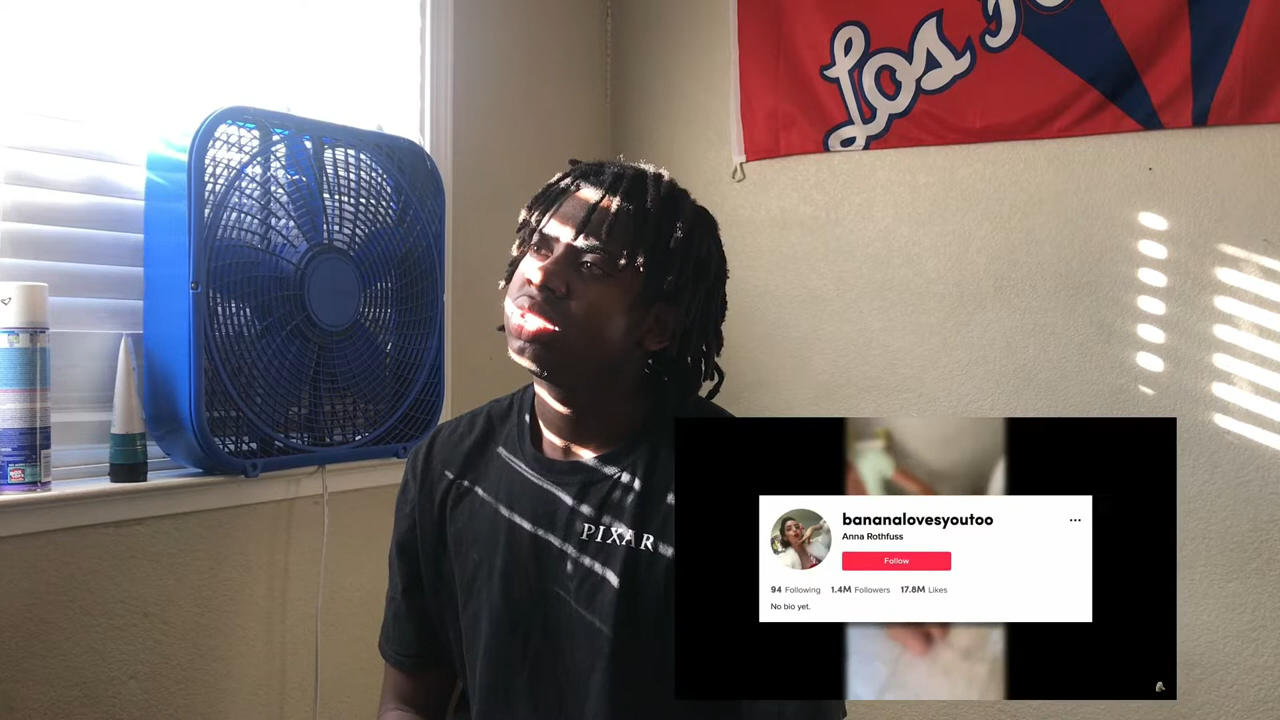 Los
PIXAR
bananalovesyoutoo
Anna Rothfuss
Follow
94 Following 1.4M Followers 17.8M Likes
No bio yet.